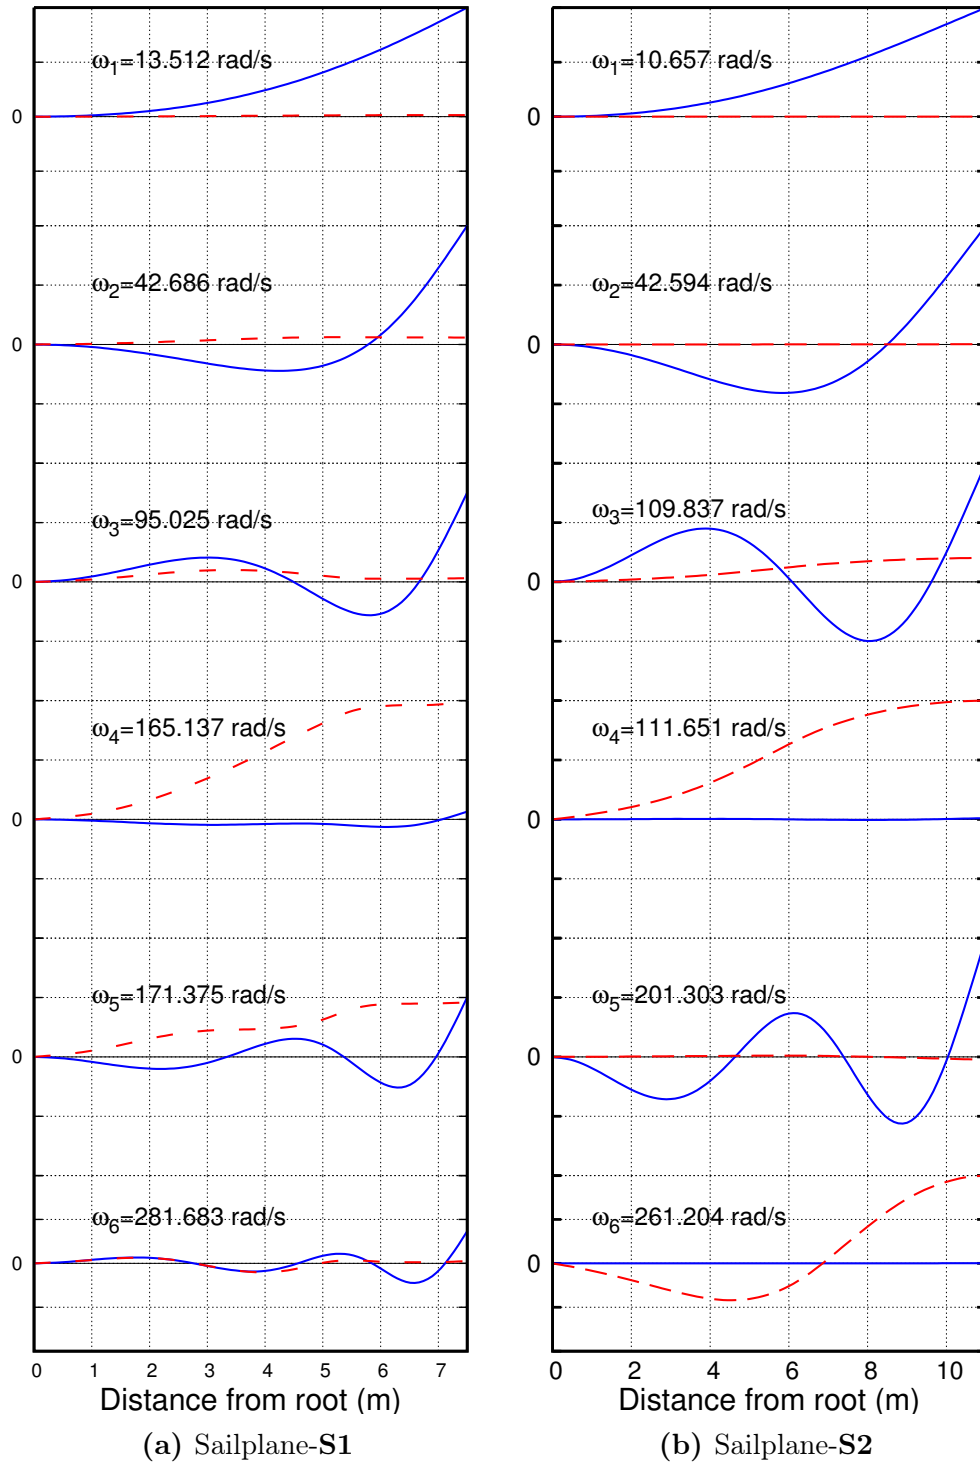 ω1=13.512 rad/s
0
ω2=42.686 rad/s
0
ω3=95.025 rad/s
0
ω4=165.137 rad/s
0
ω5=171.375 rad/s
0
ω6=281.683 rad/s
0
0 1 2 3 4 5 6 7
Distance from root (m)
(a) Sailplane-S1
ω1=10.657 rad/s
0
ω2=42.594 rad/s
0
ω3=109.837 rad/s
0
ω4=111.651 rad/s
0
ω5=201.303 rad/s
0
ω6=261.204 rad/s
0
0 2 4 6 8 10
Distance from root (m)
(b) Sailplane-S2